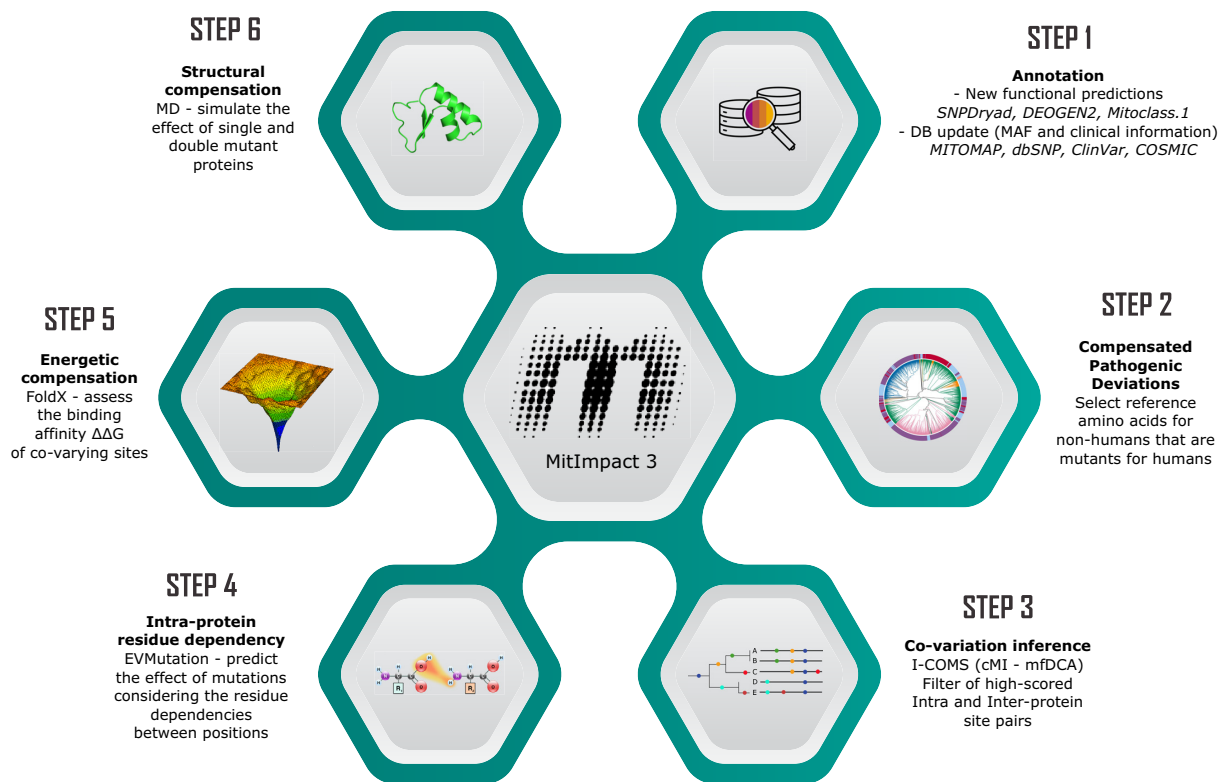 STEP 1
Annotation
- New functional predictions
SNPDryad, DEOGEN2, Mitoclass.1
- DB update (MAF and clinical information)
MITOMAP, dbSNP, ClinVar, COSMIC
STEP 2
Compensated
Pathogenic
Deviations
Select reference
amino acids for
non-humans that are
mutants for humans
STEP 3
Co-variation inference
I-COMS (cMI - mfDCA)
Filter of high-scored
Intra and Inter-protein
site pairs
A
B
C
D
E
STEP 4
Intra-protein
residue dependency
EVMutation - predict
the effect of mutations
considering the residue
dependencies
between positions
STEP 5
Energetic
compensation
FoldX - assess
the binding
affinity ΔΔG
of co-varying sites
STEP 6
Structural
compensation
MD - simulate the
effect of single and
double mutant
proteins
MitImpact 3